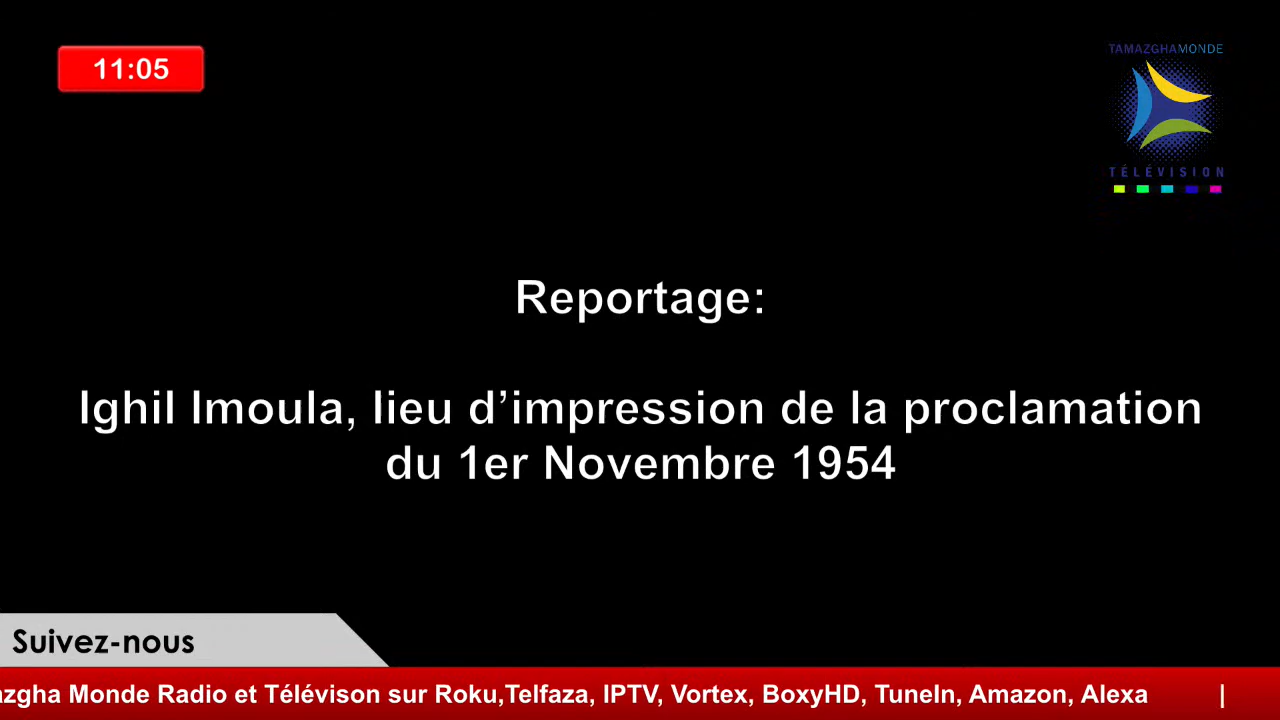 11:05
TAMAZGHAMONDE
TÉLÉVISION
Reportage:
Ighil Imoula, lieu d’impression de la proclamation
du 1er Novembre 1954
Suivez-nous
azgha Monde Radio et Télévison sur Roku,Telfaza, IPTV, Vortex, BoxyHD, TuneIn, Amazon, Alexa |